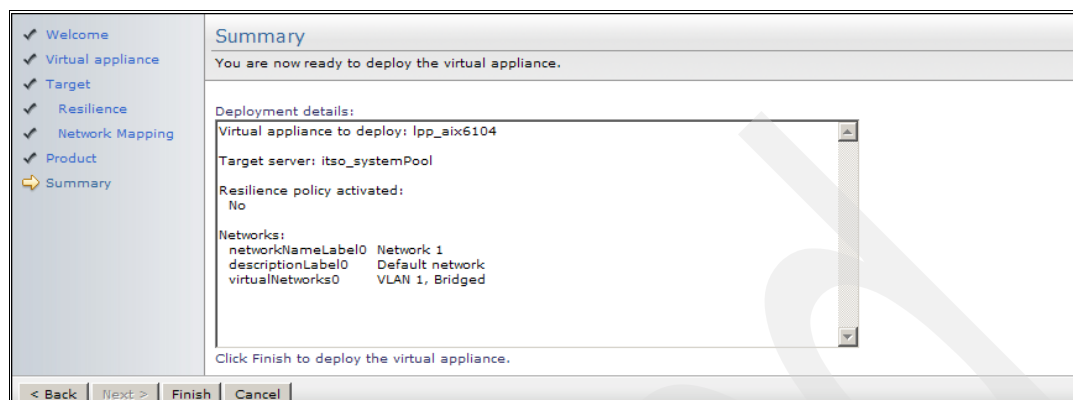 Welcome
Virtual appliance
Target
Resilience
Network Mapping
Product
Summary
Summary
You are now ready to deploy the virtual appliance.
Deployment details:
Virtual appliance to deploy: lpp_aix6104
Target server: itso_systemPool
Resilience policy activated:
No
Networks:
networkNameLabel0 Network 1
descriptionLabel0 Default network
virtualNetworks0 VLAN 1, Bridged
Click Finish to deploy the virtual appliance.
< Back Next > Finish Cancel